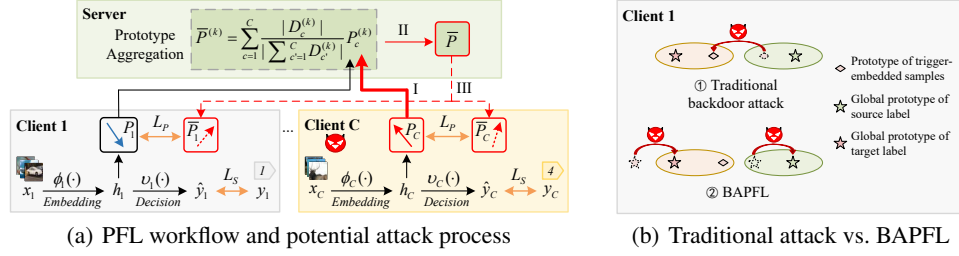 Server
Prototype
Aggregation
P̅^(k) = ∑_{c=1}^{C} |D_c^(k)| / |∑_{c'=1}^{C} D_{c'}^(k)| P_c^(k)
II
P̅
I
III
Client 1
P_1
L_P
P̅_1
...
Client C
P_C
L_P
P̅_C
x_1
ϕ_1(·)
Embedding
h_1
υ_1(·)
Decision
ŷ_1
L_S
y_1
1
x_C
ϕ_C(·)
Embedding
h_C
υ_C(·)
Decision
ŷ_C
L_S
y_C
4
(a) PFL workflow and potential attack process
Client 1
① Traditional
backdoor attack
② BAPFL
Prototype of trigger-
embedded samples
Global prototype of
source label
Global prototype of
target label
(b) Traditional attack vs. BAPFL